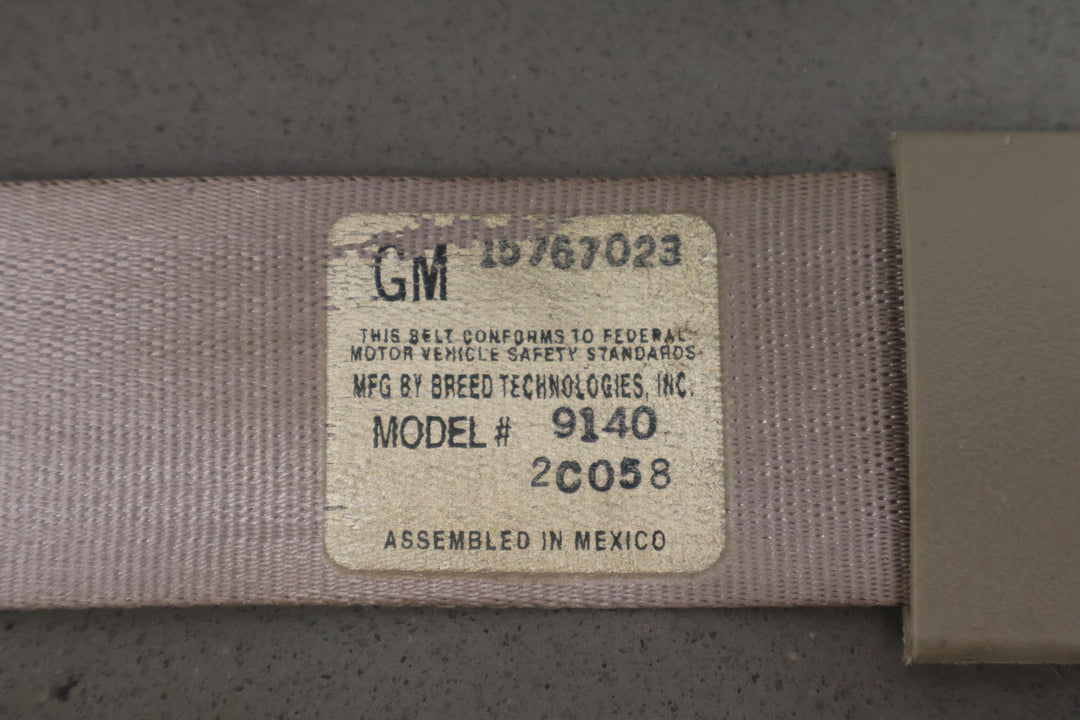 GM 15767023
THIS BELT CONFORMS TO FEDERAL
MOTOR VEHICLE SAFETY STANDARDS
MFG BY BREED TECHNOLOGIES, INC.
MODEL # 9140
2C058
ASSEMBLED IN MEXICO